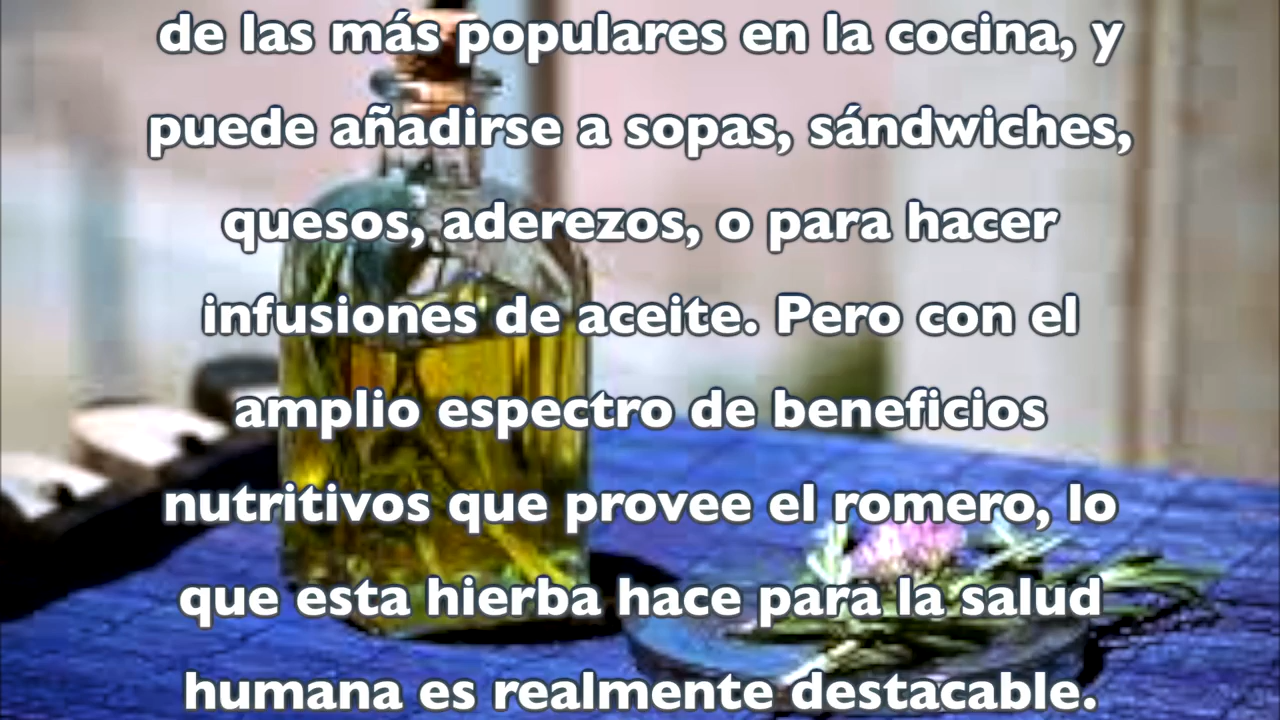 de las más populares en la cocina, y
puede añadirse a sopas, sándwiches,
quesos, aderezos, o para hacer
infusiones de aceite. Pero con el
amplio espectro de beneficios
nutritivos que provee el romero, lo
que esta hierba hace para la salud
humana es realmente destacable.